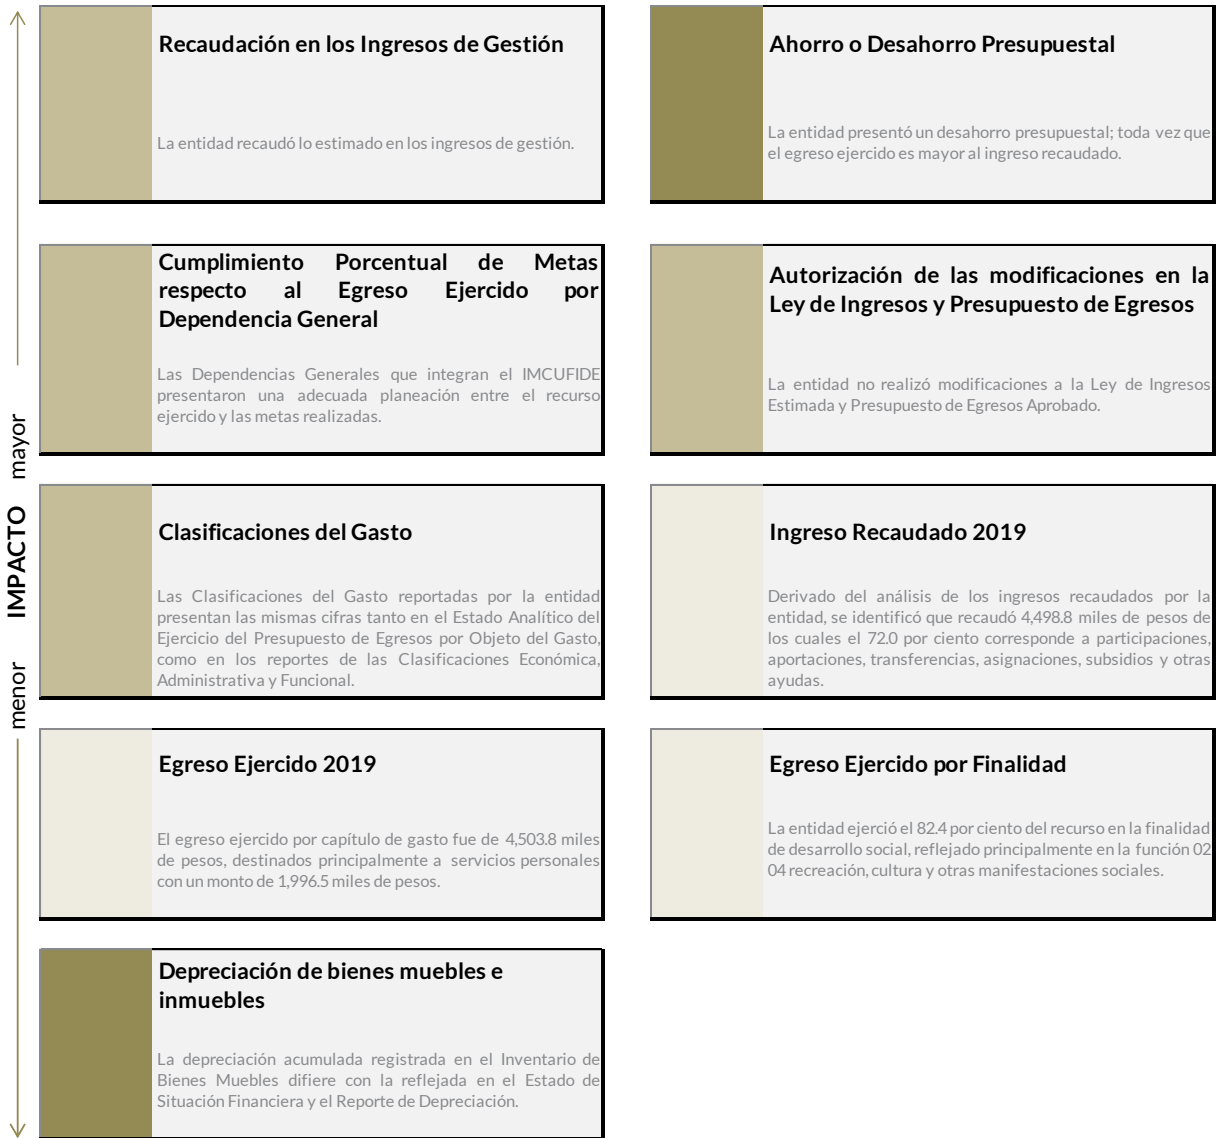 Recaudación en los Ingresos de Gestión
La entidad recaudó lo estimado en los ingresos de gestión.
Ahorro o Desahorro Presupuestal
La entidad presentó un desahorro presupuestal; toda vez que
el egreso ejercido es mayor al ingreso recaudado.
Cumplimiento Porcentual de Metas
respecto al Egreso Ejercido por
Dependencia General
Las Dependencias Generales que integran el IMCUFIDE
presentaron una adecuada planeación entre el recurso
ejercido y las metas realizadas.
Autorización de las modificaciones en la
Ley de Ingresos y Presupuesto de Egresos
La entidad no realizó modificaciones a la Ley de Ingresos
Estimada y Presupuesto de Egresos Aprobado.
menor IMPACTO mayor
Clasificaciones del Gasto
Las Clasificaciones del Gasto reportadas por la entidad
presentan las mismas cifras tanto en el Estado Analítico del
Ejercicio del Presupuesto de Egresos por Objeto del Gasto,
como en los reportes de las Clasificaciones Económica,
Administrativa y Funcional.
Ingreso Recaudado 2019
Derivado del análisis de los ingresos recaudados por la
entidad, se identificó que recaudó 4,498.8 miles de pesos de
los cuales el 72.0 por ciento corresponde a participaciones,
aportaciones, transferencias, asignaciones, subsidios y otras
ayudas.
Egreso Ejercido 2019
El egreso ejercido por capítulo de gasto fue de 4,503.8 miles
de pesos, destinados principalmente a servicios personales
con un monto de 1,996.5 miles de pesos.
Egreso Ejercido por Finalidad
La entidad ejerció el 82.4 por ciento del recurso en la finalidad
de desarrollo social, reflejado principalmente en la función 02
04 recreación, cultura y otras manifestaciones sociales.
Depreciación de bienes muebles e
inmuebles
La depreciación acumulada registrada en el Inventario de
Bienes Muebles difiere con la reflejada en el Estado de
Situación Financiera y el Reporte de Depreciación.